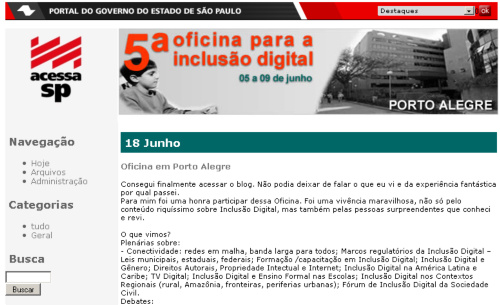 PORTAL DO GOVERNO DO ESTADO DE SÃO PAULO
Destaques
ok
acessa
sp
5ª oficina para a
inclusão digital
05 a 09 de junho
PORTO ALEGRE
Navegação
Hoje
Arquivos
Administração
Categorias
tudo
Geral
Busca
Buscar
18 Junho
Oficina em Porto Alegre
Consegui finalmente acessar o blog. Não podia deixar de falar o que eu vi e da experiência fantástica
por qual passei.
Para mim foi uma honra participar dessa Oficina. Foi uma vivência maravilhosa, não só pelo
conteúdo riquíssimo sobre Inclusão Digital, mas também pelas pessoas surpreendentes que conheci
e revi.
O que vimos?
Plenárias sobre:
- Conectividade: redes em malha, banda larga para todos; Marcos regulatórios da Inclusão Digital –
Leis municipais, estaduais, federais; Formação /capacitação em Inclusão Digital; Inclusão Digital e
Gênero; Direitos Autorais, Propriedade Intectual e Internet; Inclusão Digital na América Latina e
Caribe; TV Digital; Inclusão Digital e Ensino Formal nas Escolas; Inclusão Digital nos Contextos
Regionais (rural, Amazônia, fronteiras, periferias urbanas); Fórum de Inclusão Digital da Sociedade
Civil.
Debates: